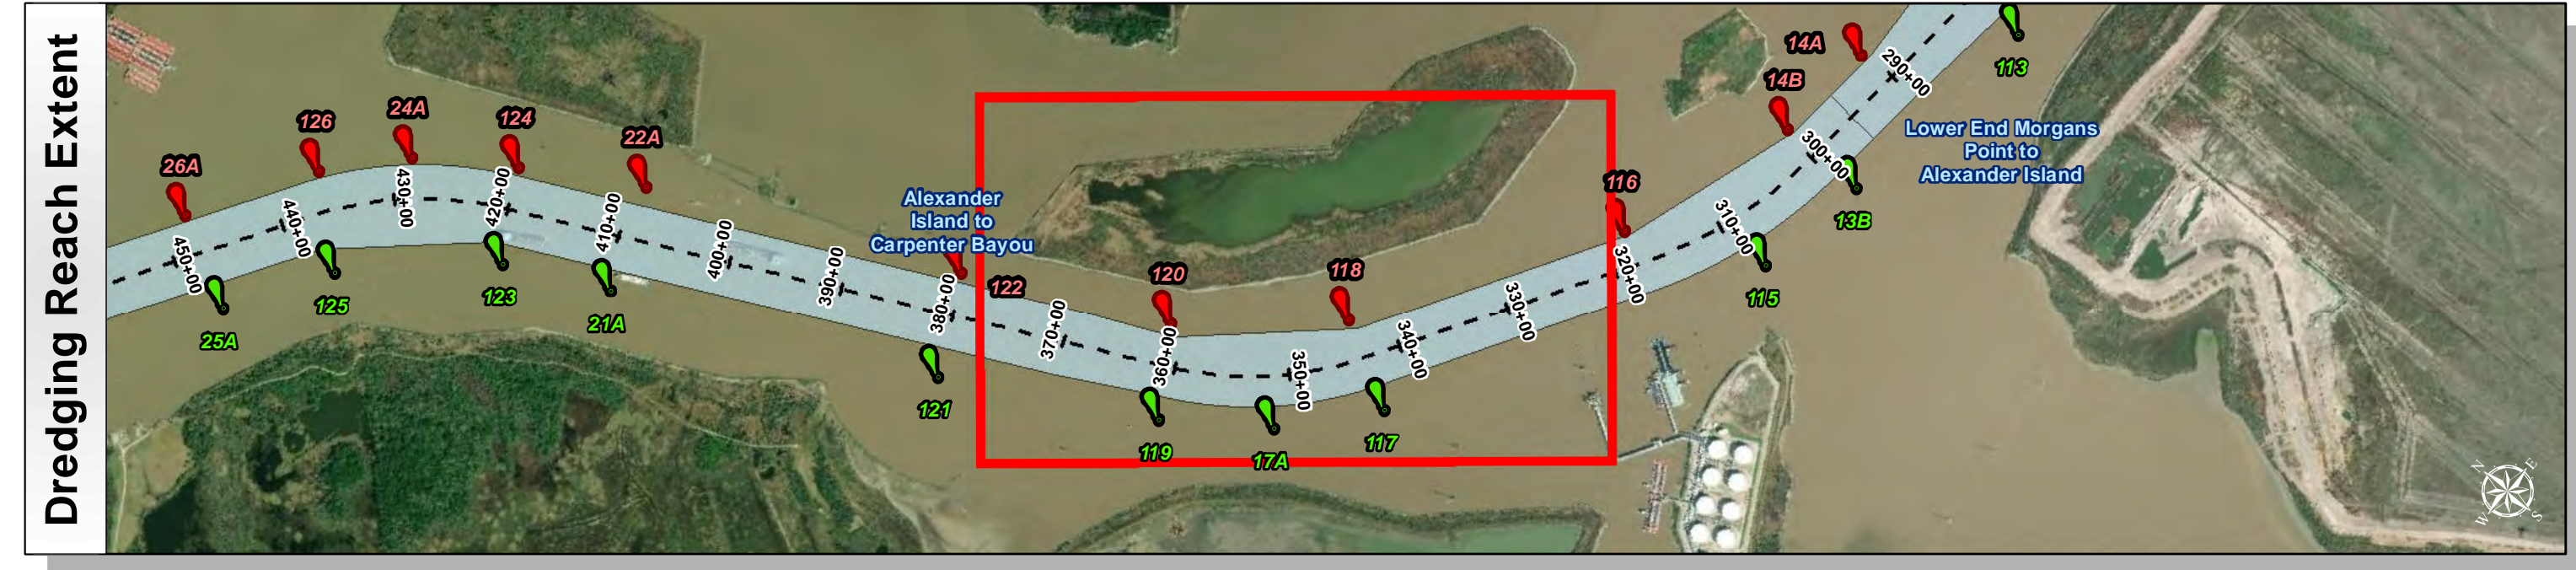 Dredging Reach Extent
26A
126
24A
124
22A
450+00
440+00
430+00
420+00
410+00
400+00
390+00
380+00
370+00
360+00
350+00
340+00
330+00
320+00
310+00
300+00
290+00
25A
125
123
21A
121
Alexander
Island to
Carpenter Bayou
122
120
118
116
14B
14A
119
17A
117
115
13B
113
Lower End Morgans
Point to
Alexander Island
N
E
W
S